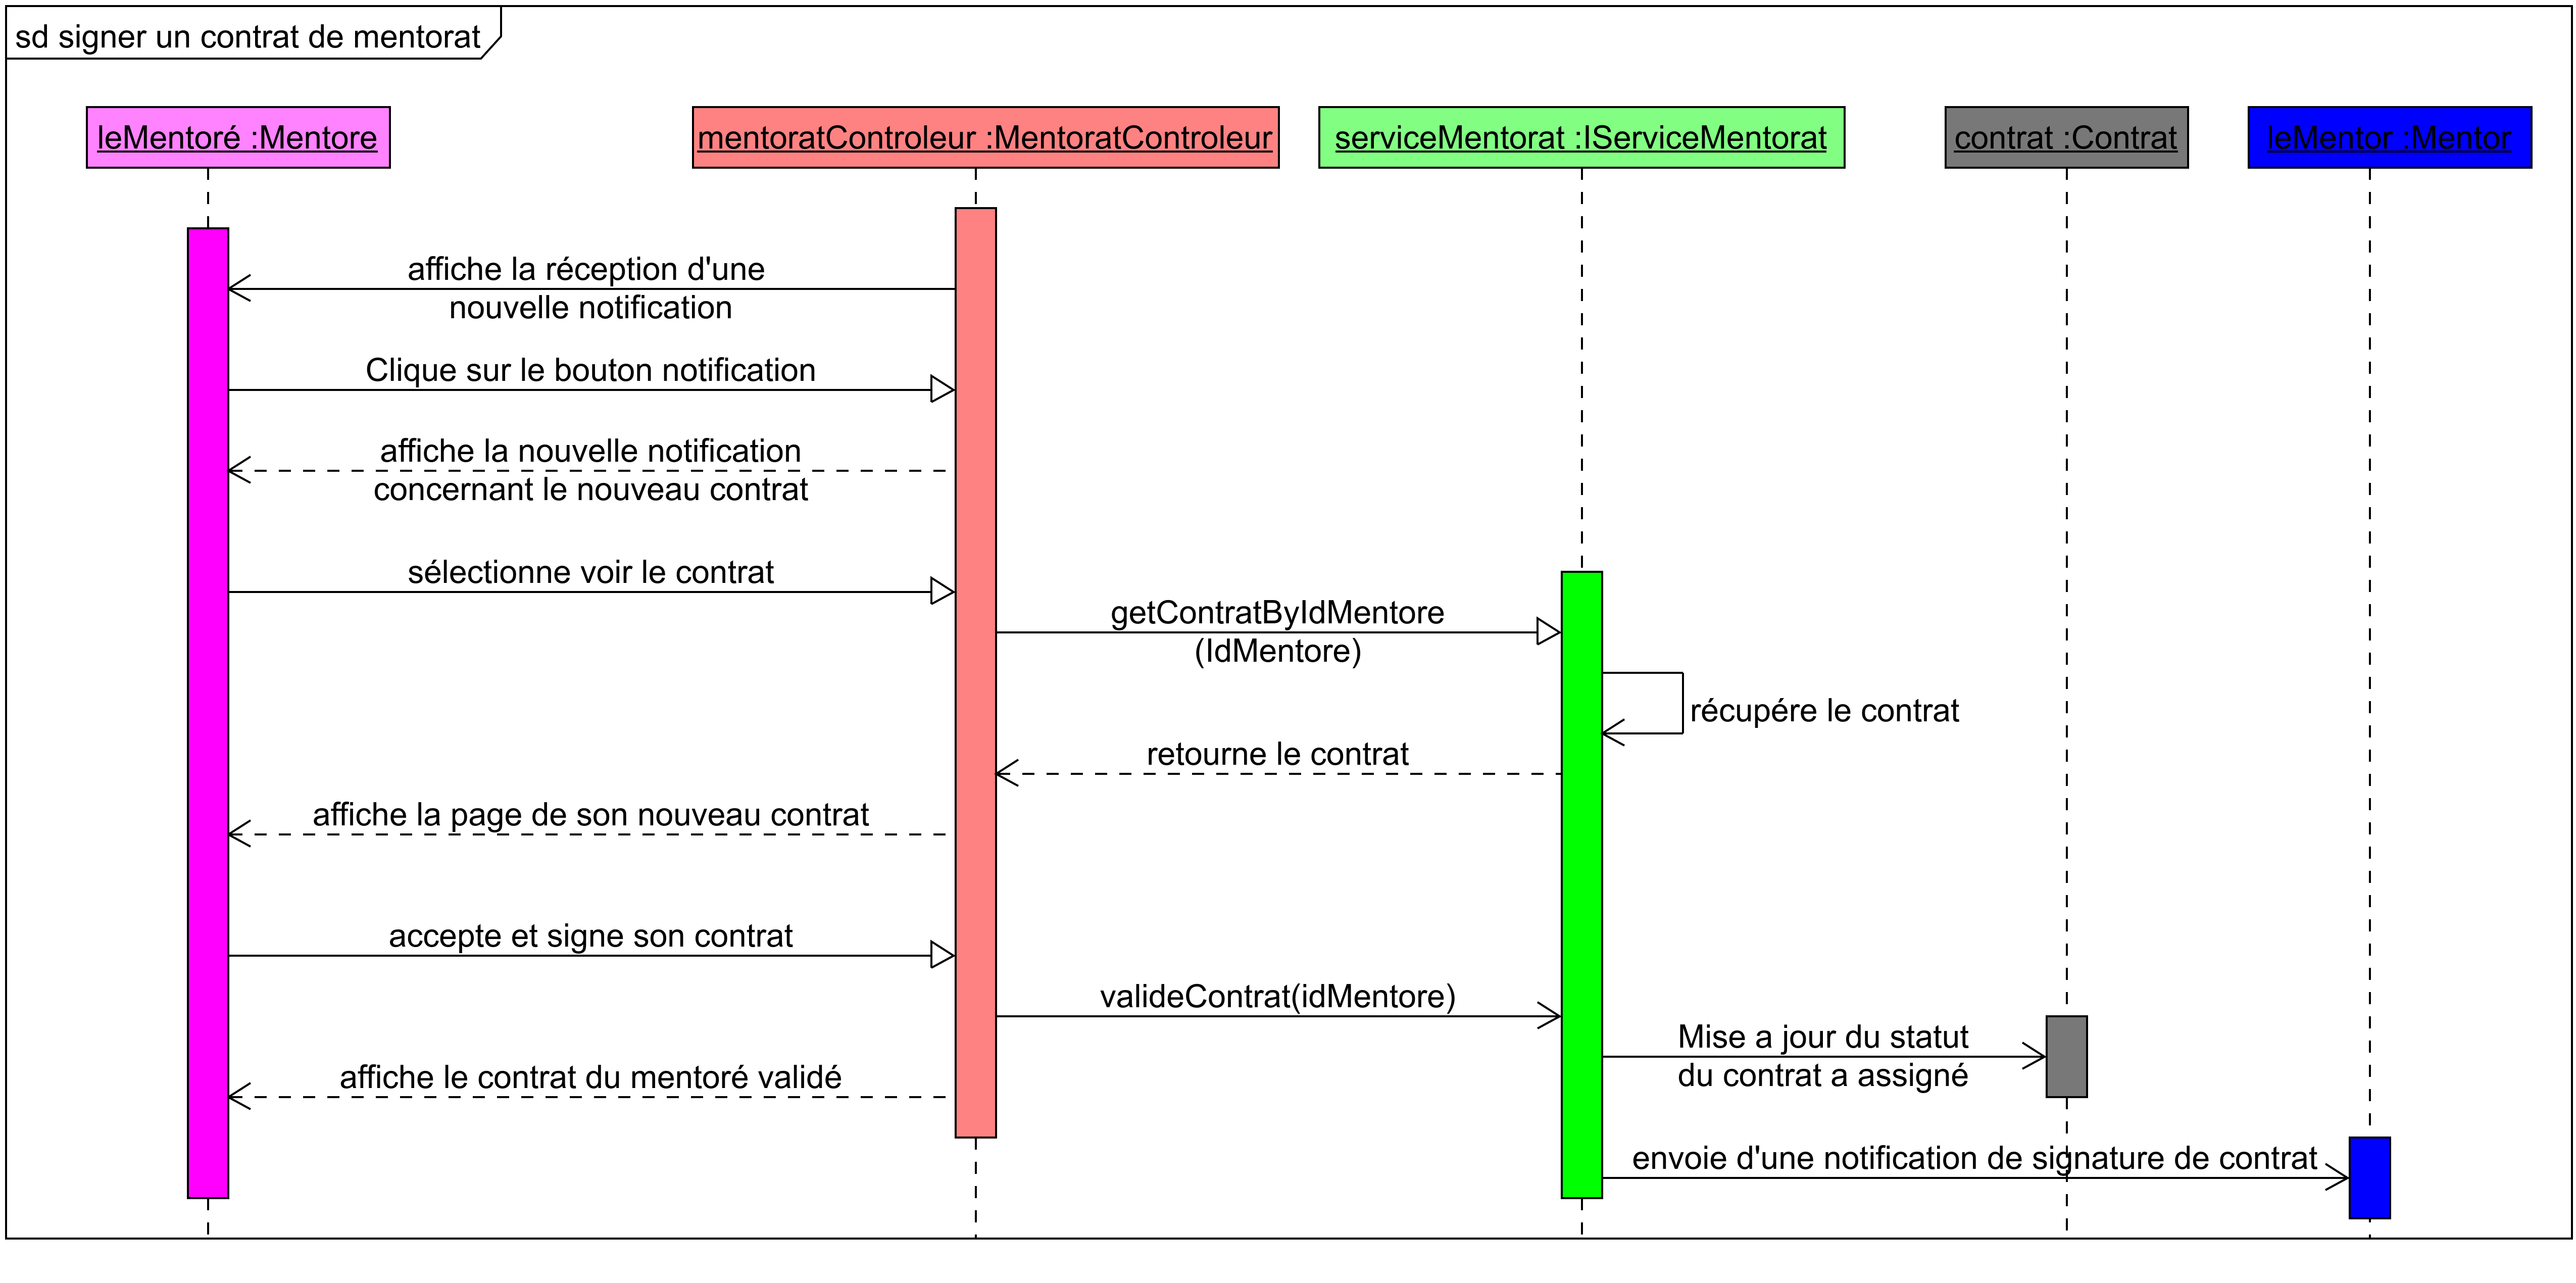 sd signer un contrat de mentorat
leMentoré :Mentore
mentoratControleur :MentoratControleur
serviceMentorat :IServiceMentorat
contrat :Contrat
leMentor :Mentor
affiche la réception d'une
nouvelle notification
Clique sur le bouton notification
affiche la nouvelle notification
concernant le nouveau contrat
sélectionne voir le contrat
getContratByIdMentore
(IdMentore)
récupére le contrat
retourne le contrat
affiche la page de son nouveau contrat
accepte et signe son contrat
valideContrat(idMentore)
Mise a jour du statut
du contrat a assigné
affiche le contrat du mentoré validé
envoie d'une notification de signature de contrat